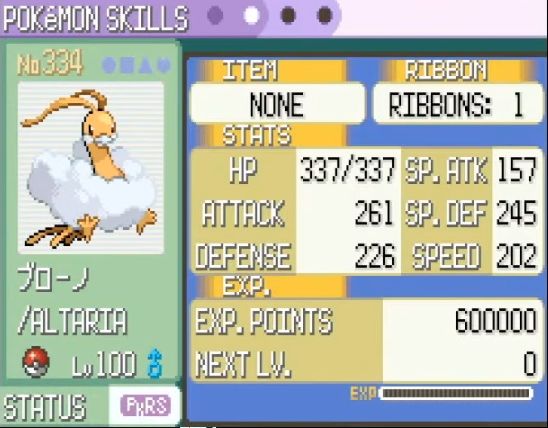 POKéMON SKILLS
No334
ブローノ
/ALTARIA
Lv100 ♂
STATUS
PKRS
ITEM
RIBBON
NONE
RIBBONS: 1
STATS
HP 337/337 SP. ATK 157
ATTACK 261 SP. DEF 245
DEFENSE 226 SPEED 202
EXP.
EXP. POINTS 600000
NEXT LV. 0
EXP